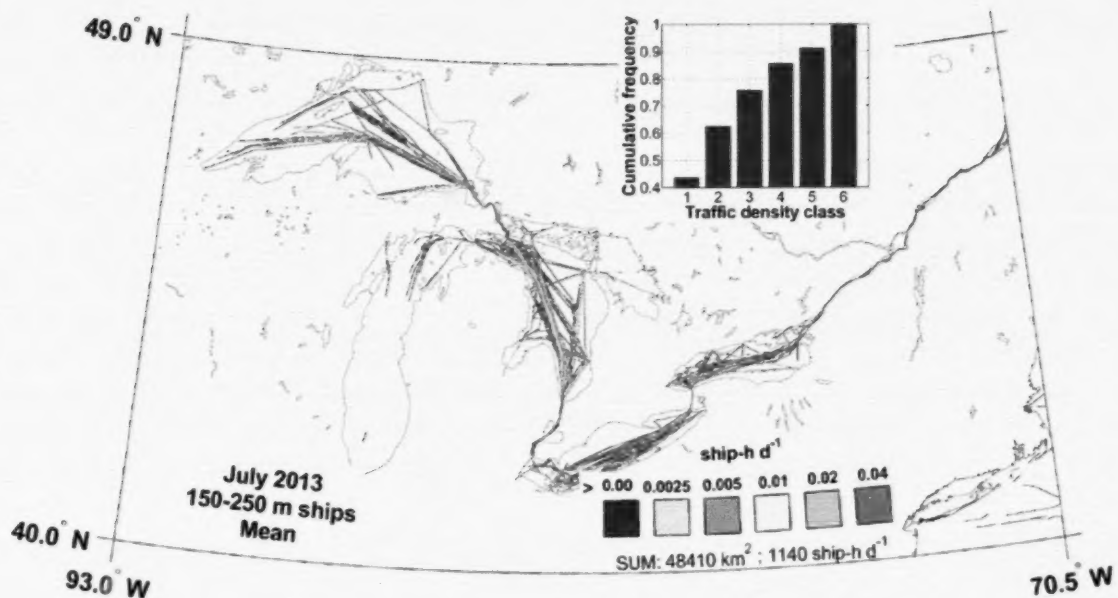 49.0° N
1
0.9
0.8
0.7
0.6
0.5
0.4
Cumulative frequency
1 2 3 4 5 6
Traffic density class
July 2013
150-250 m ships
Mean
ship-h d⁻¹
> 0.00 0.0025 0.005 0.01 0.02 0.04
SUM: 48410 km² ; 1140 ship-h d⁻¹
40.0° N
93.0° W
70.5° W